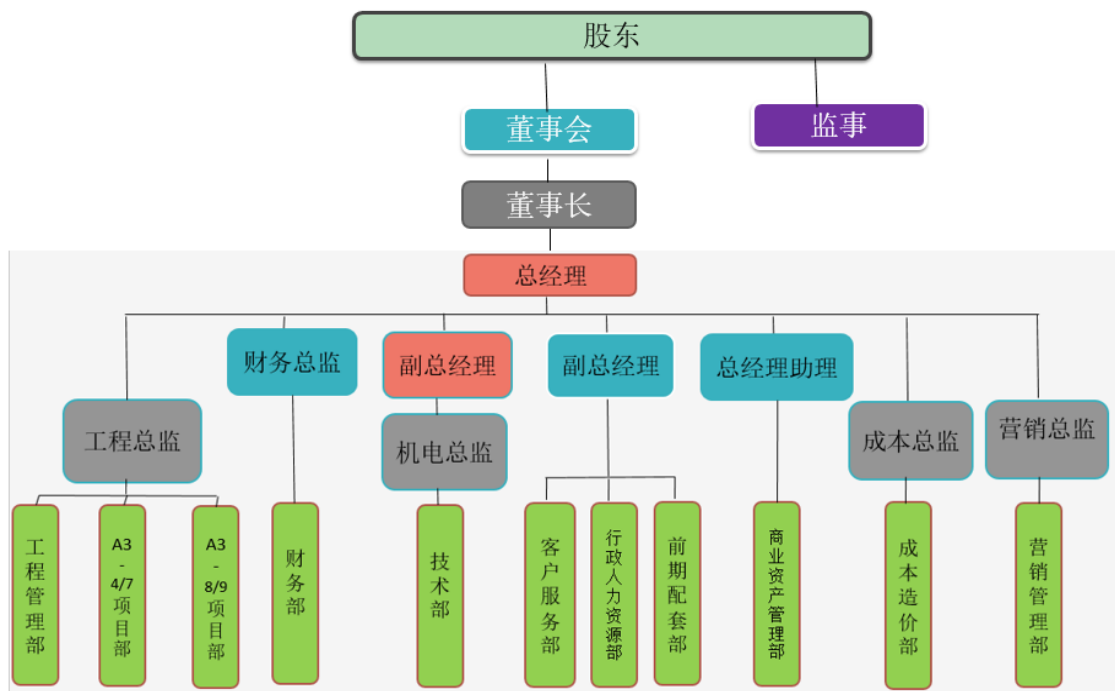 股东
董事会
监事
董事长
总经理
财务总监
副总经理
副总经理
总经理助理
工程总监
机电总监
成本总监
营销总监
工程管理部
A3-4/7项目部
A3-8/9项目部
财务部
技术部
客户服务部
行政人力资源部
前期配套部
商业资产管理部
成本造价部
营销管理部